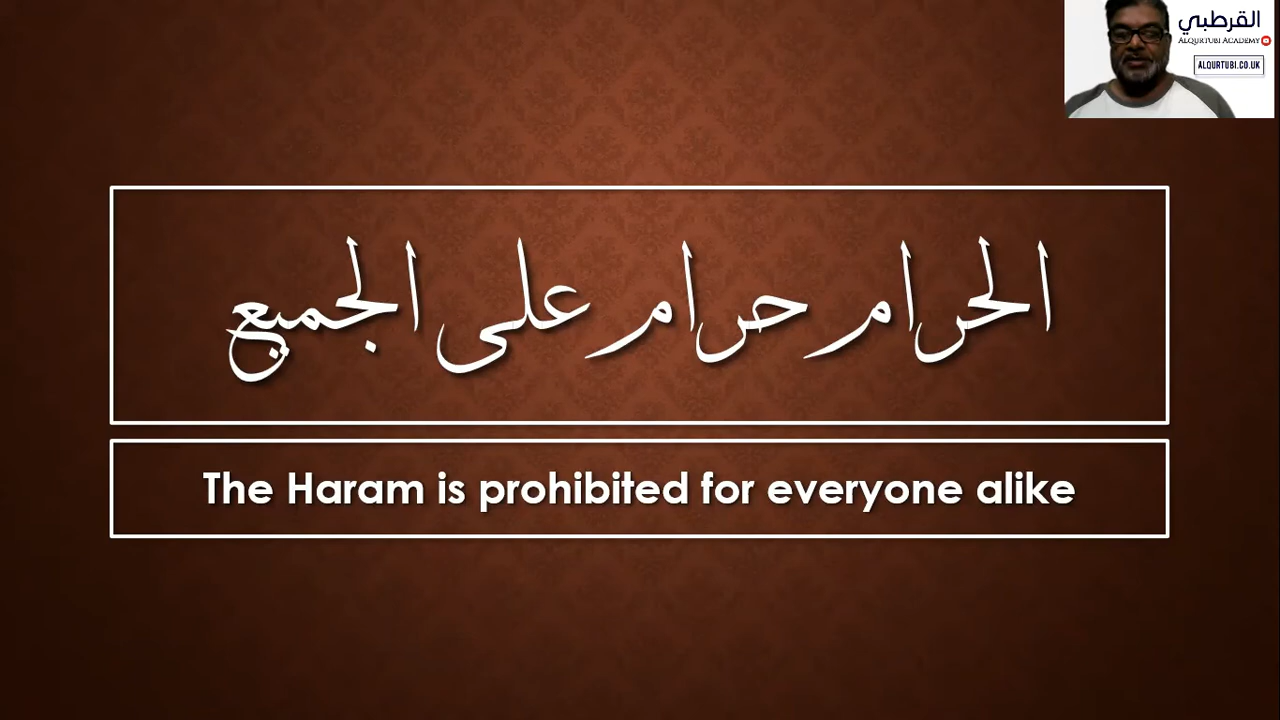 القرطبي
ALQURTUBI ACADEMY
ALQURTUBI.CO.UK
الحرام حرام على الجميع
The Haram is prohibited for everyone alike